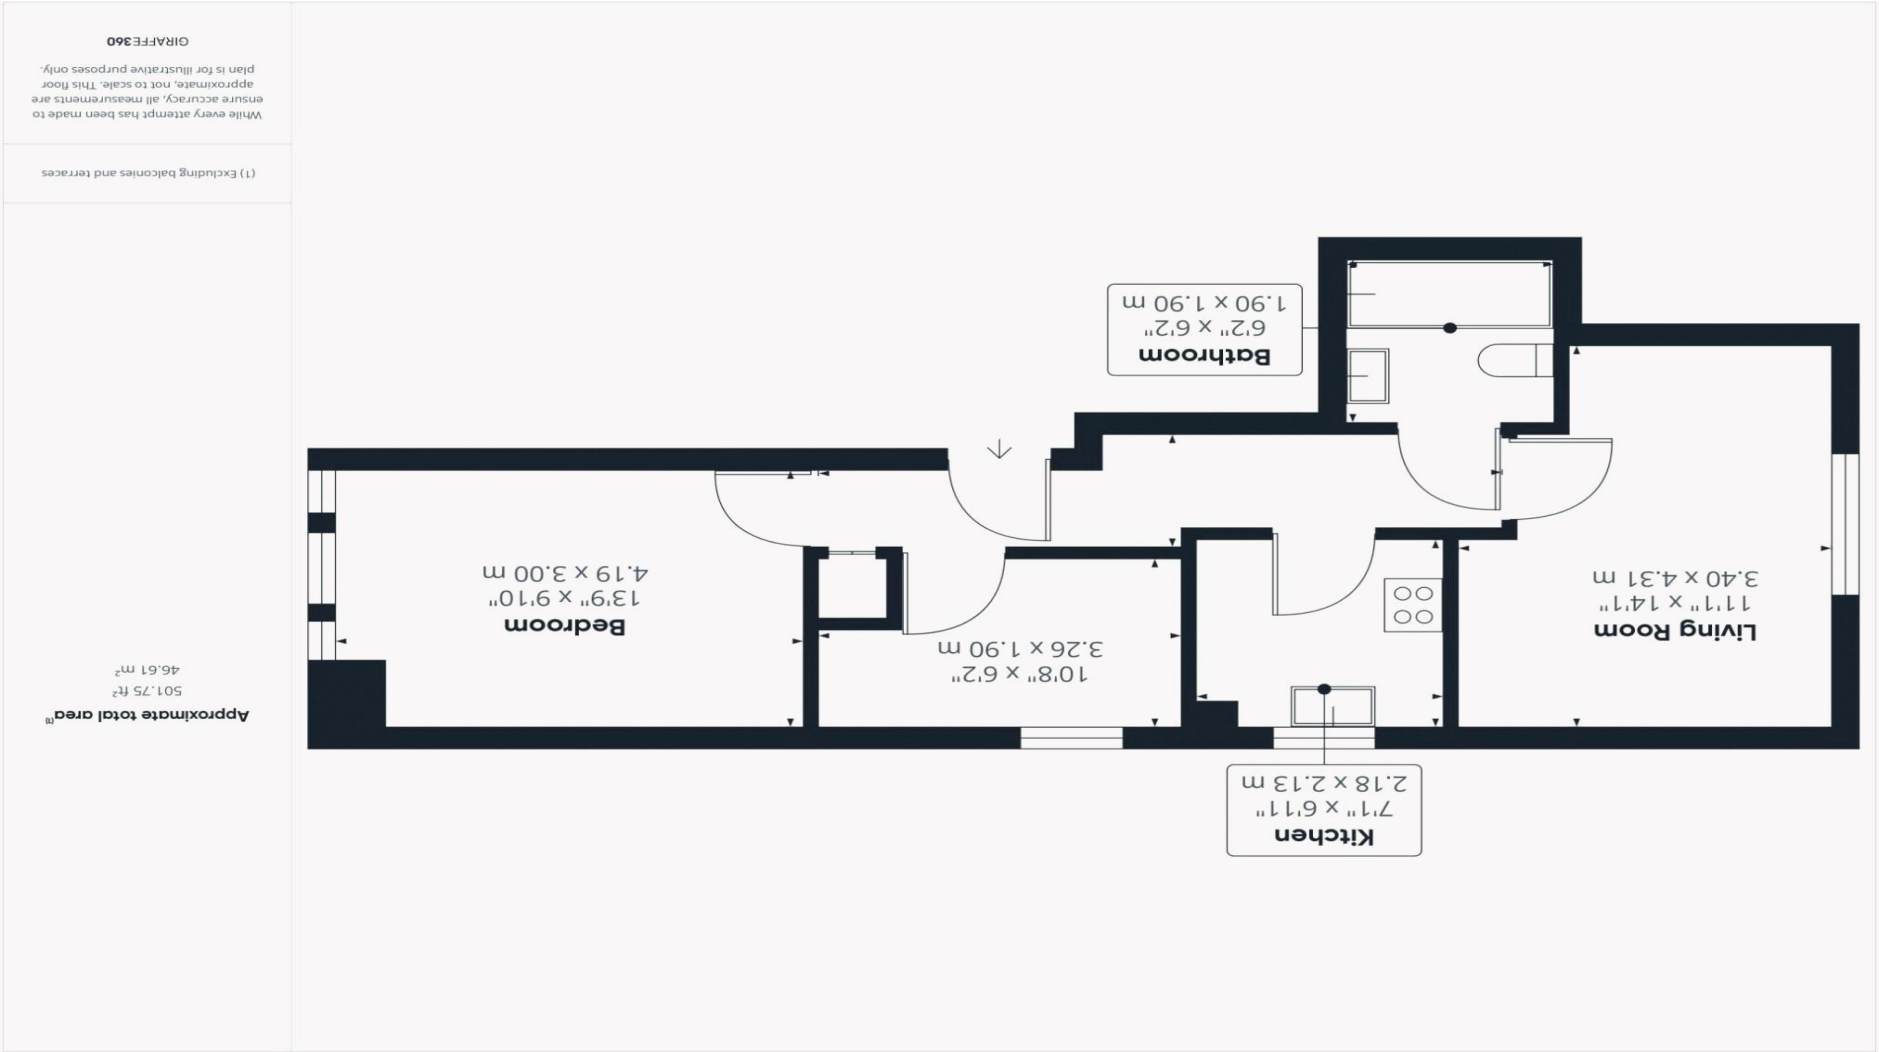 Kitchen
7'1" x 6'11"
2.18 x 2.13 m
Living Room
11'1" x 14'1"
3.40 x 4.31 m
10'8" x 6'2"
3.26 x 1.90 m
Bedroom
13'9" x 9'10"
4.19 x 3.00 m
Bathroom
6'2" x 6'2"
1.90 x 1.90 m
Approximate total area(1)
501.75 ft²
46.61 m²
(1) Excluding balconies and terraces
While every attempt has been made to
ensure accuracy, all measurements are
approximate, not to scale. This floor
plan is for illustrative purposes only.
GIRAFFE360